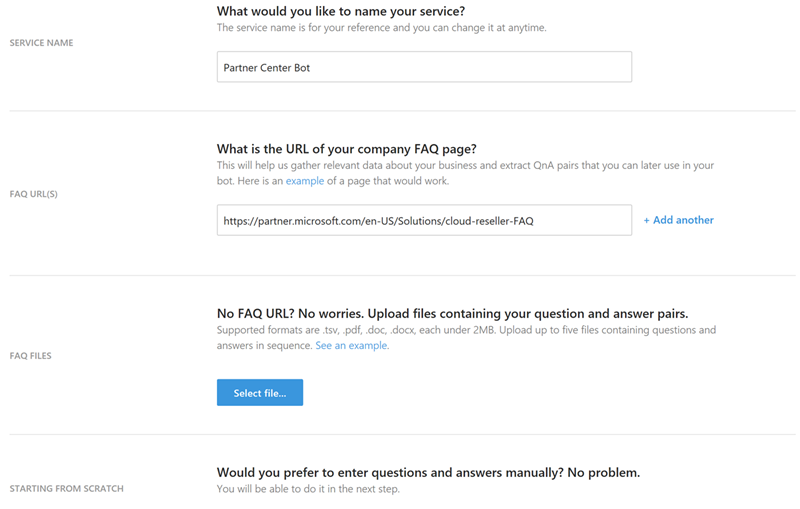 What would you like to name your service?
The service name is for your reference and you can change it at anytime.
SERVICE NAME
Partner Center Bot
What is the URL of your company FAQ page?
This will help us gather relevant data about your business and extract QnA pairs that you can later use in your
bot. Here is an example of a page that would work.
FAQ URL(S)
https://partner.microsoft.com/en-US/Solutions/cloud-reseller-FAQ
+ Add another
No FAQ URL? No worries. Upload files containing your question and answer pairs.
Supported formats are .tsv, .pdf, .doc, .docx, each under 2MB. Upload up to five files containing questions and
answers in sequence. See an example.
FAQ FILES
Select file...
Would you prefer to enter questions and answers manually? No problem.
You will be able to do it in the next step.
STARTING FROM SCRATCH